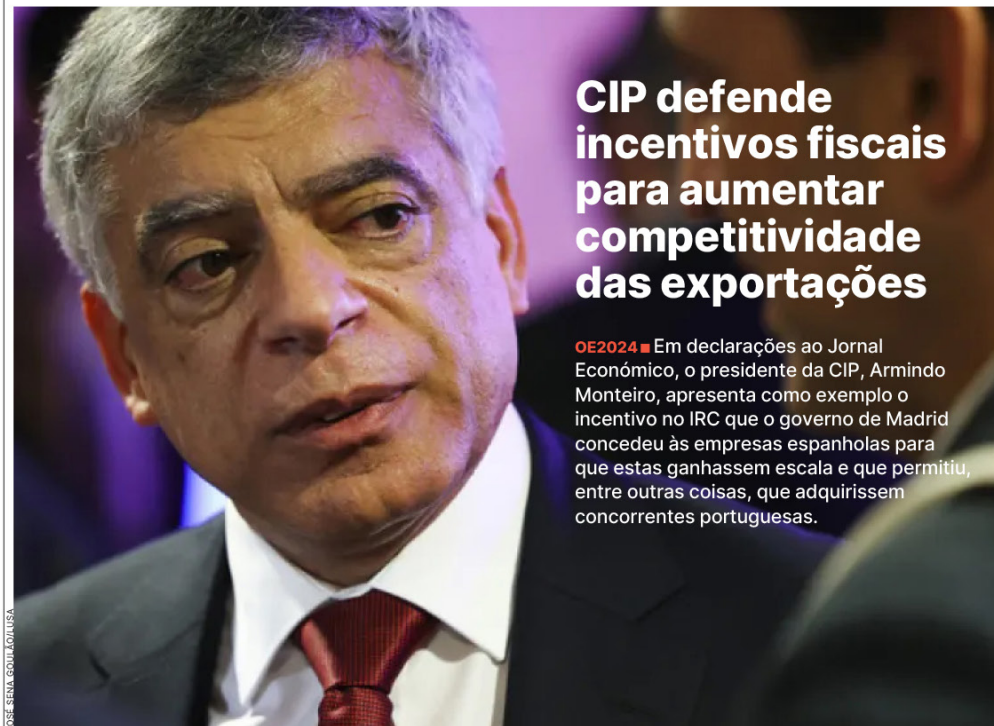 CIP defende
incentivos fiscais
para aumentar
competitividade
das exportações
OE2024 ■ Em declarações ao Jornal
Económico, o presidente da CIP, Armindo
Monteiro, apresenta como exemplo o
incentivo no IRC que o governo de Madrid
concedeu às empresas espanholas para
que estas ganhassem escala e que permitiu,
entre outras coisas, que adquirissem
concorrentes portuguesas.
JOSÉ SENA GOULÃO/LUSA